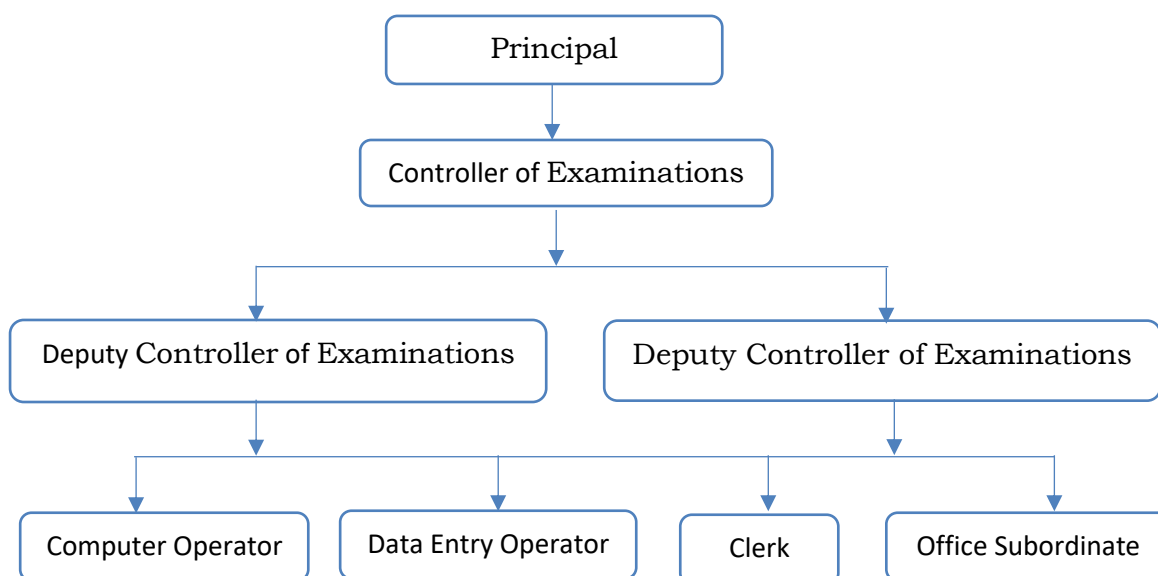 Principal
Controller of Examinations
Deputy Controller of Examinations
Deputy Controller of Examinations
Computer Operator
Data Entry Operator
Clerk
Office Subordinate